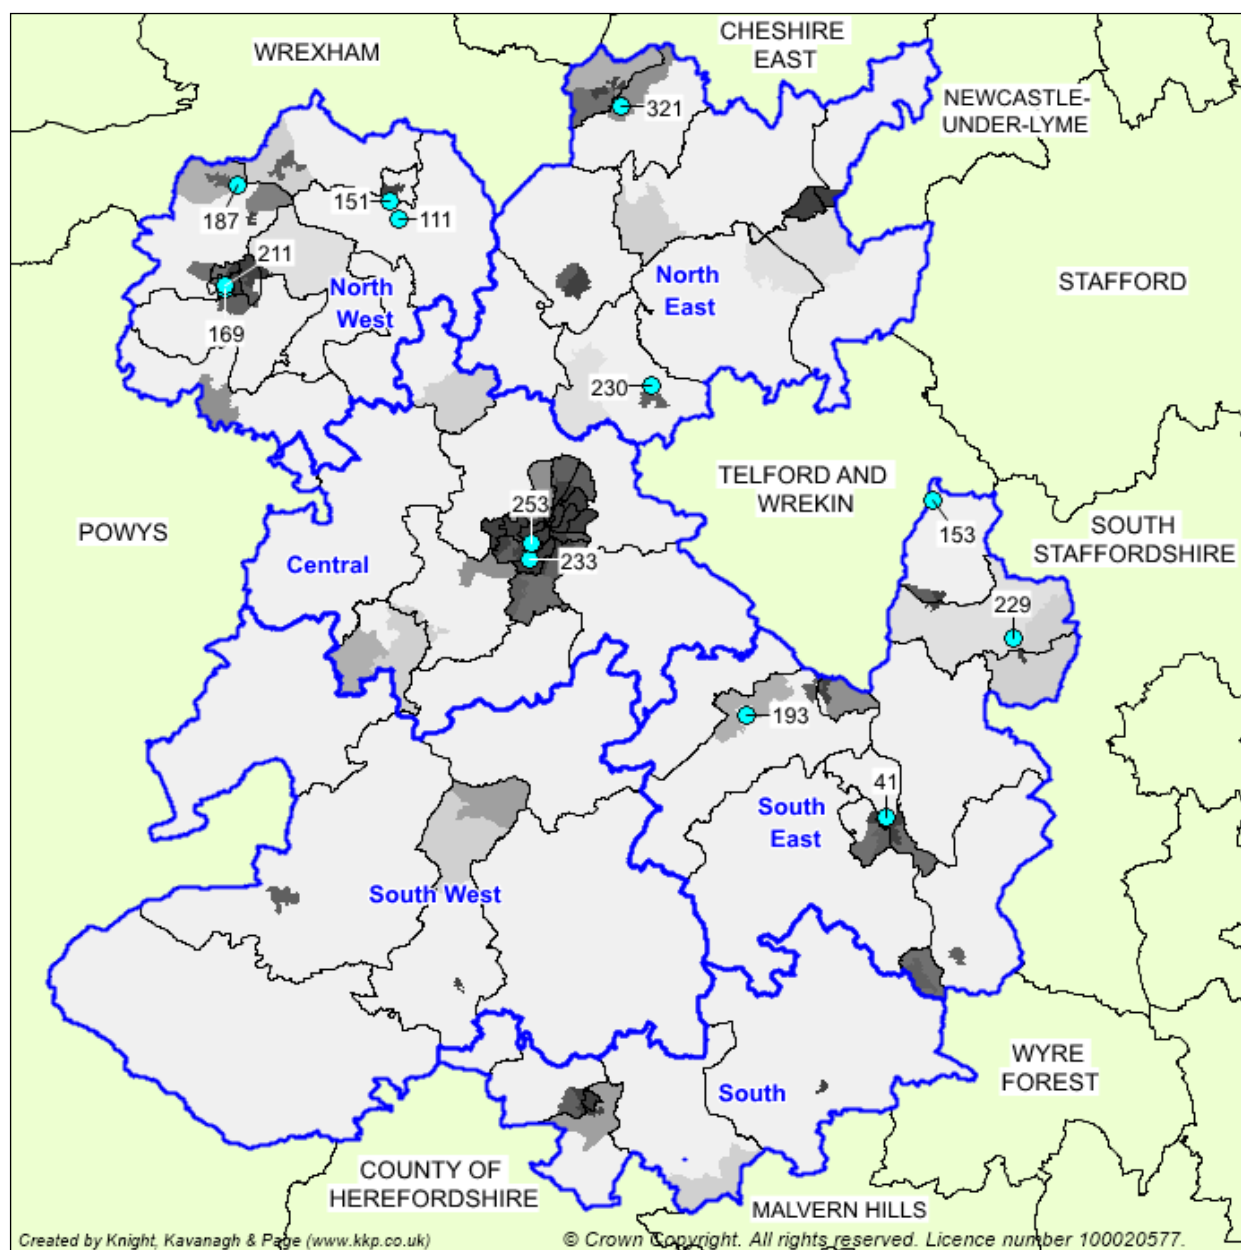 WREXHAM
CHESHIRE
EAST
NEWCASTLE-
UNDER-LYME
321
187
151
111
211
169
North
West
North
East
STAFFORD
230
TELFORD AND
WREKIN
POWYS
253
233
Central
153
SOUTH
STAFFORDSHIRE
229
193
41
South
East
South West
WYRE
FOREST
South
COUNTY OF
HEREFORDSHIRE
MALVERN HILLS
Created by Knight, Kavanagh & Page (www.kkp.co.uk)
© Crown Copyright. All rights reserved. Licence number 100020577.